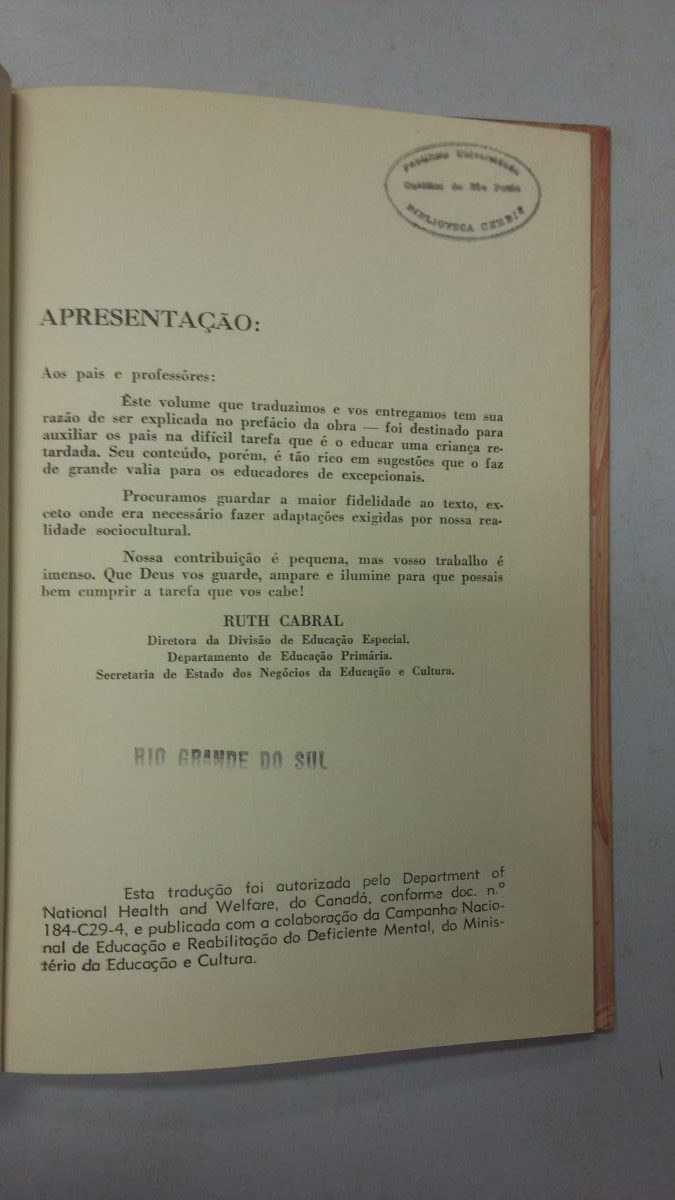 Católica de São Paulo
BIBLIOTECA
APRESENTAÇÃO:
Aos pais e professôres:
Êste volume que traduzimos e vos entregamos tem sua
razão de ser explicada no prefácio da obra — foi destinado para
auxiliar os pais na difícil tarefa que é o educar uma criança re-
tardada. Seu conteúdo, porém, é tão rico em sugestões que o faz
de grande valia para os educadores de excepcionais.
Procuramos guardar a maior fidelidade ao texto, ex-
ceto onde era necessário fazer adaptações exigidas por nossa rea-
lidade sociocultural.
Nossa contribuição é pequena, mas vosso trabalho é
imenso. Que Deus vos guarde, ampare e ilumine para que possais
bem cumprir a tarefa que vos cabe!
RUTH CABRAL
Diretora da Divisão de Educação Especial.
Departamento de Educação Primária.
Secretaria de Estado dos Negócios da Educação e Cultura.
RIO GRANDE DO SUL
Esta tradução foi autorizada pelo Department of
National Health and Welfare, do Canadá, conforme doc. n.º
184-C29-4, e publicada com a colaboração da Campanha Nacio-
nal de Educação e Reabilitação do Deficiente Mental, do Minis-
tério da Educação e Cultura.